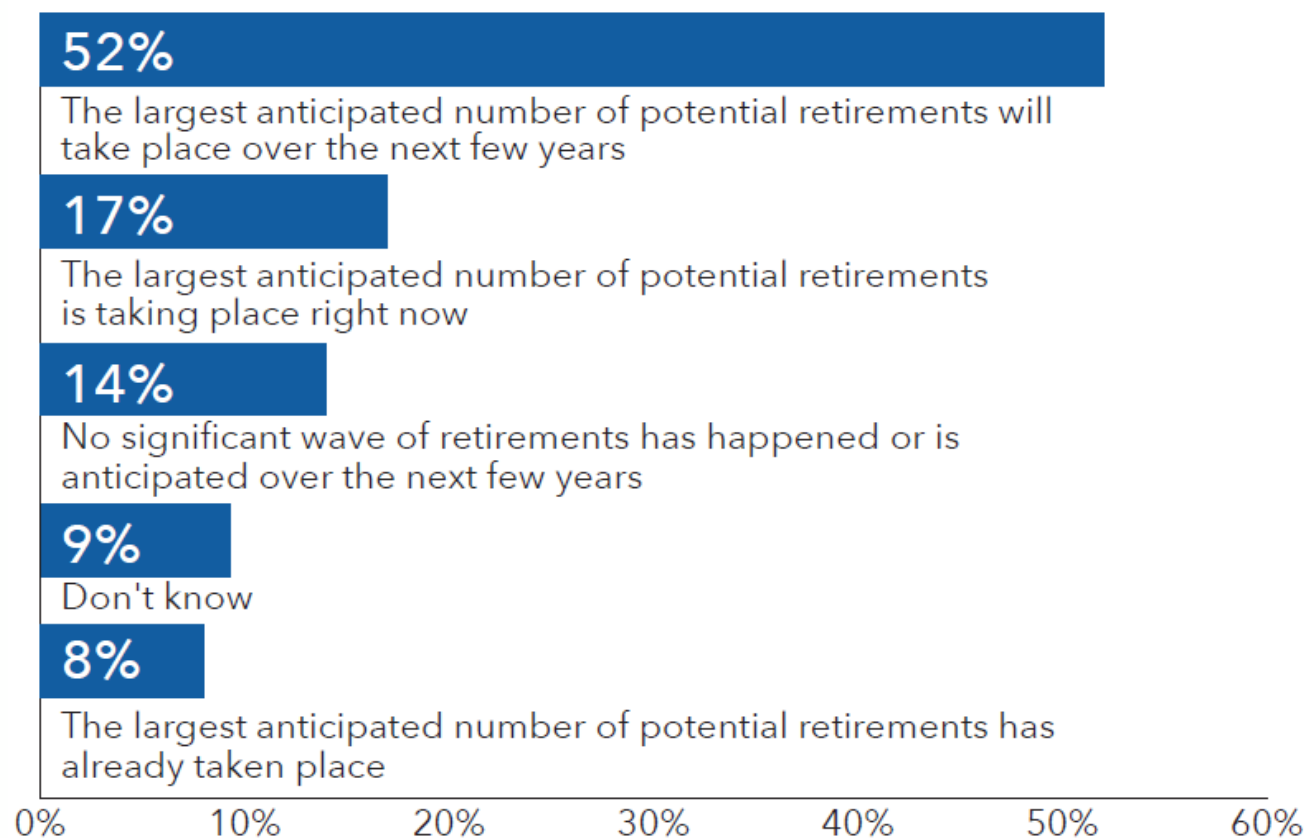 52%
The largest anticipated number of potential retirements will
take place over the next few years
17%
The largest anticipated number of potential retirements
is taking place right now
14%
No significant wave of retirements has happened or is
anticipated over the next few years
9%
Don't know
8%
The largest anticipated number of potential retirements has
already taken place
0% 10% 20% 30% 40% 50% 60%